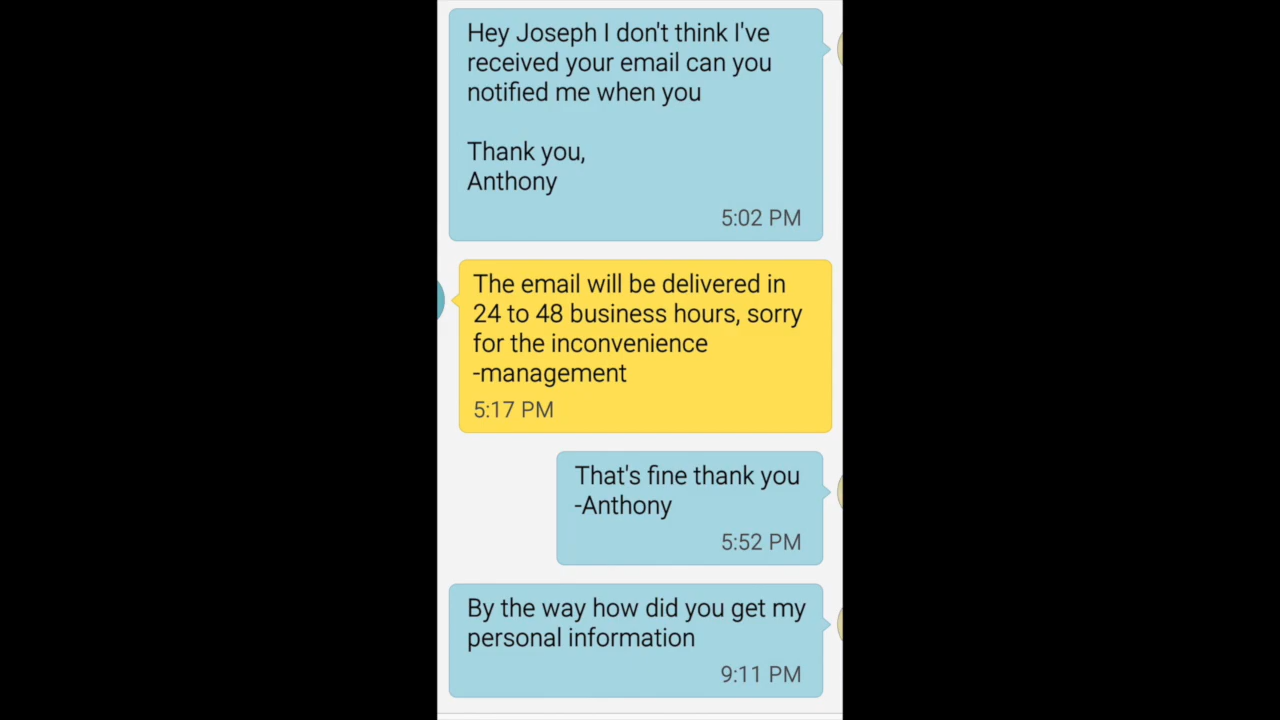 Hey Joseph I don't think I've
received your email can you
notified me when you
Thank you,
Anthony
5:02 PM
The email will be delivered in
24 to 48 business hours, sorry
for the inconvenience
-management
5:17 PM
That's fine thank you
-Anthony
5:52 PM
By the way how did you get my
personal information
9:11 PM